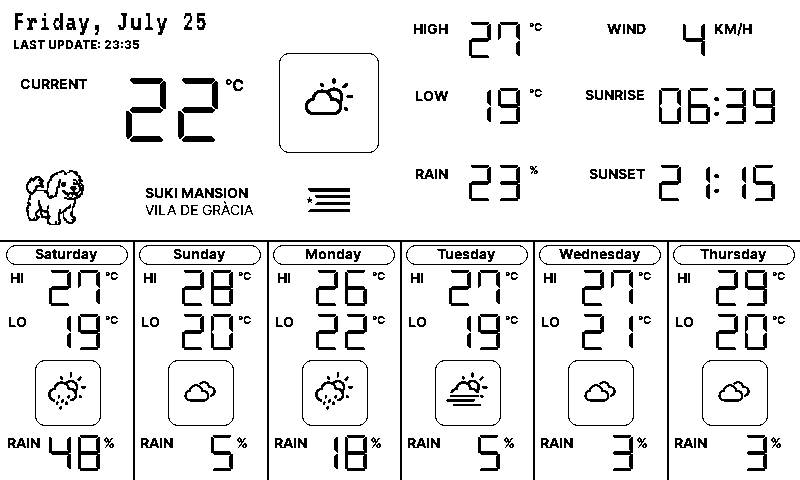 Friday, July 25
LAST UPDATE: 23:35
CURRENT 22 °C
SUKI MANSION
VILA DE GRÀCIA
HIGH 27 °C
LOW 19 °C
RAIN 23 %
WIND 4 KM/H
SUNRISE 06:39
SUNSET 21:15
Saturday
HI 27 °C
LO 19 °C
RAIN 48 %
Sunday
HI 28 °C
LO 20 °C
RAIN 5 %
Monday
HI 26 °C
LO 22 °C
RAIN 18 %
Tuesday
HI 27 °C
LO 19 °C
RAIN 5 %
Wednesday
HI 27 °C
LO 21 °C
RAIN 3 %
Thursday
HI 29 °C
LO 20 °C
RAIN 3 %